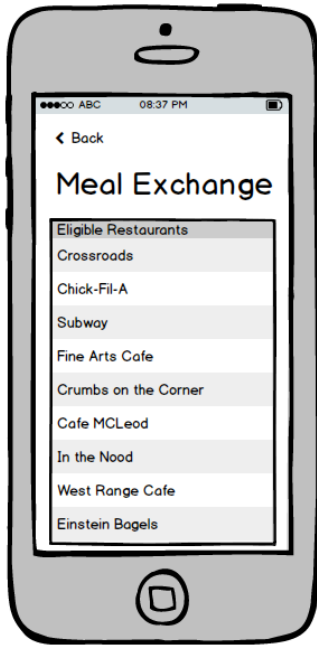 ABC 08:37 PM
Back
Meal Exchange
Eligible Restaurants
Crossroads
Chick-Fil-A
Subway
Fine Arts Cafe
Crumbs on the Corner
Cafe MCLeod
In the Nood
West Range Cafe
Einstein Bagels